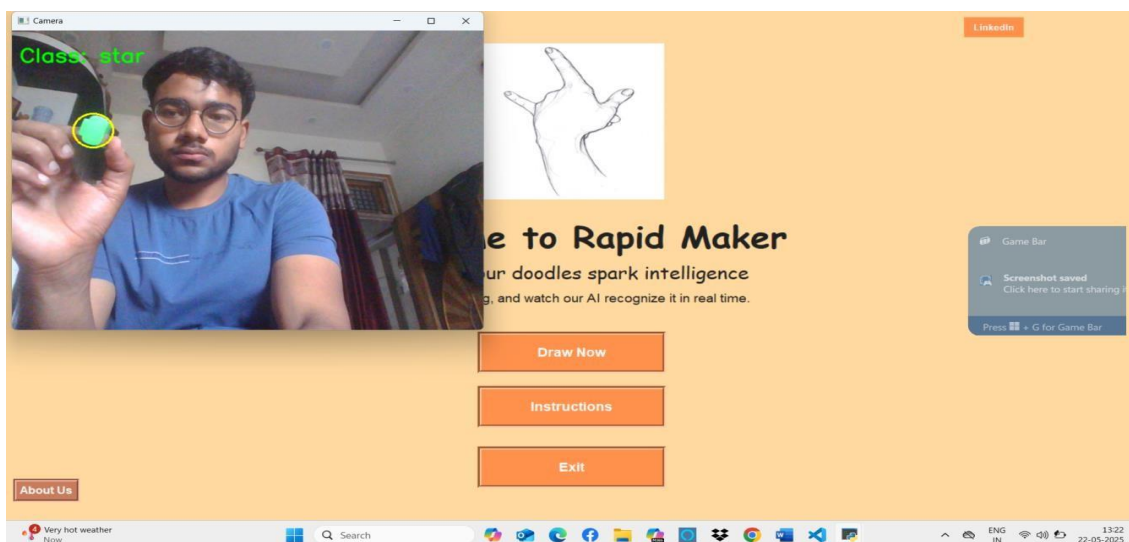 Camera
Class: star
LinkedIn
to Rapid Maker
doodles spark intelligence
and watch our AI recognize it in real time.
Game Bar
Screenshot saved
Click here to start sharing
Press + G for Game Bar
Draw Now
Instructions
Exit
About Us
4
Very hot weather
Now
Search
ENG
IN
13:22
22-05-2025